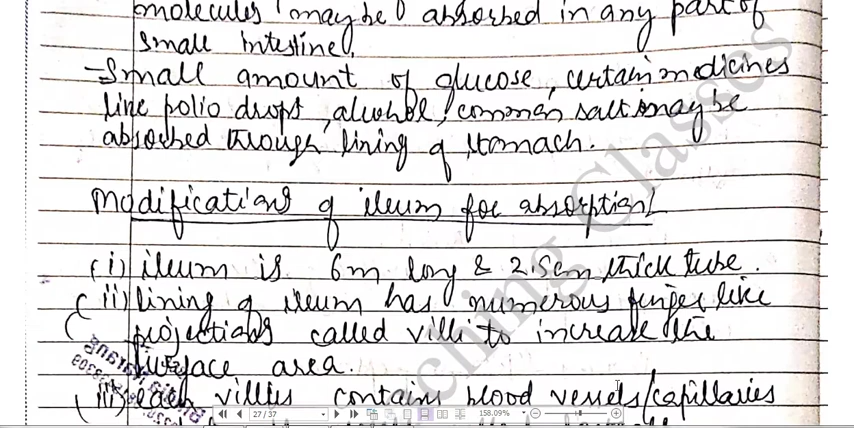 molecules may be absorbed in any part of
small intestine.
- Small amount of glucose, certain medicines
like polio drops, alcohol, common salt may be
absorbed through lining of stomach.
Modifications of ileum for absorption
(i) ileum is 6m long & 2.5cm thick tube.
(ii) lining of ileum has numerous finger like
projections called villi to increase the
surface area.
(iii) each villies contains blood vessels/capillaries
27 / 37
158.09%
ching Classes